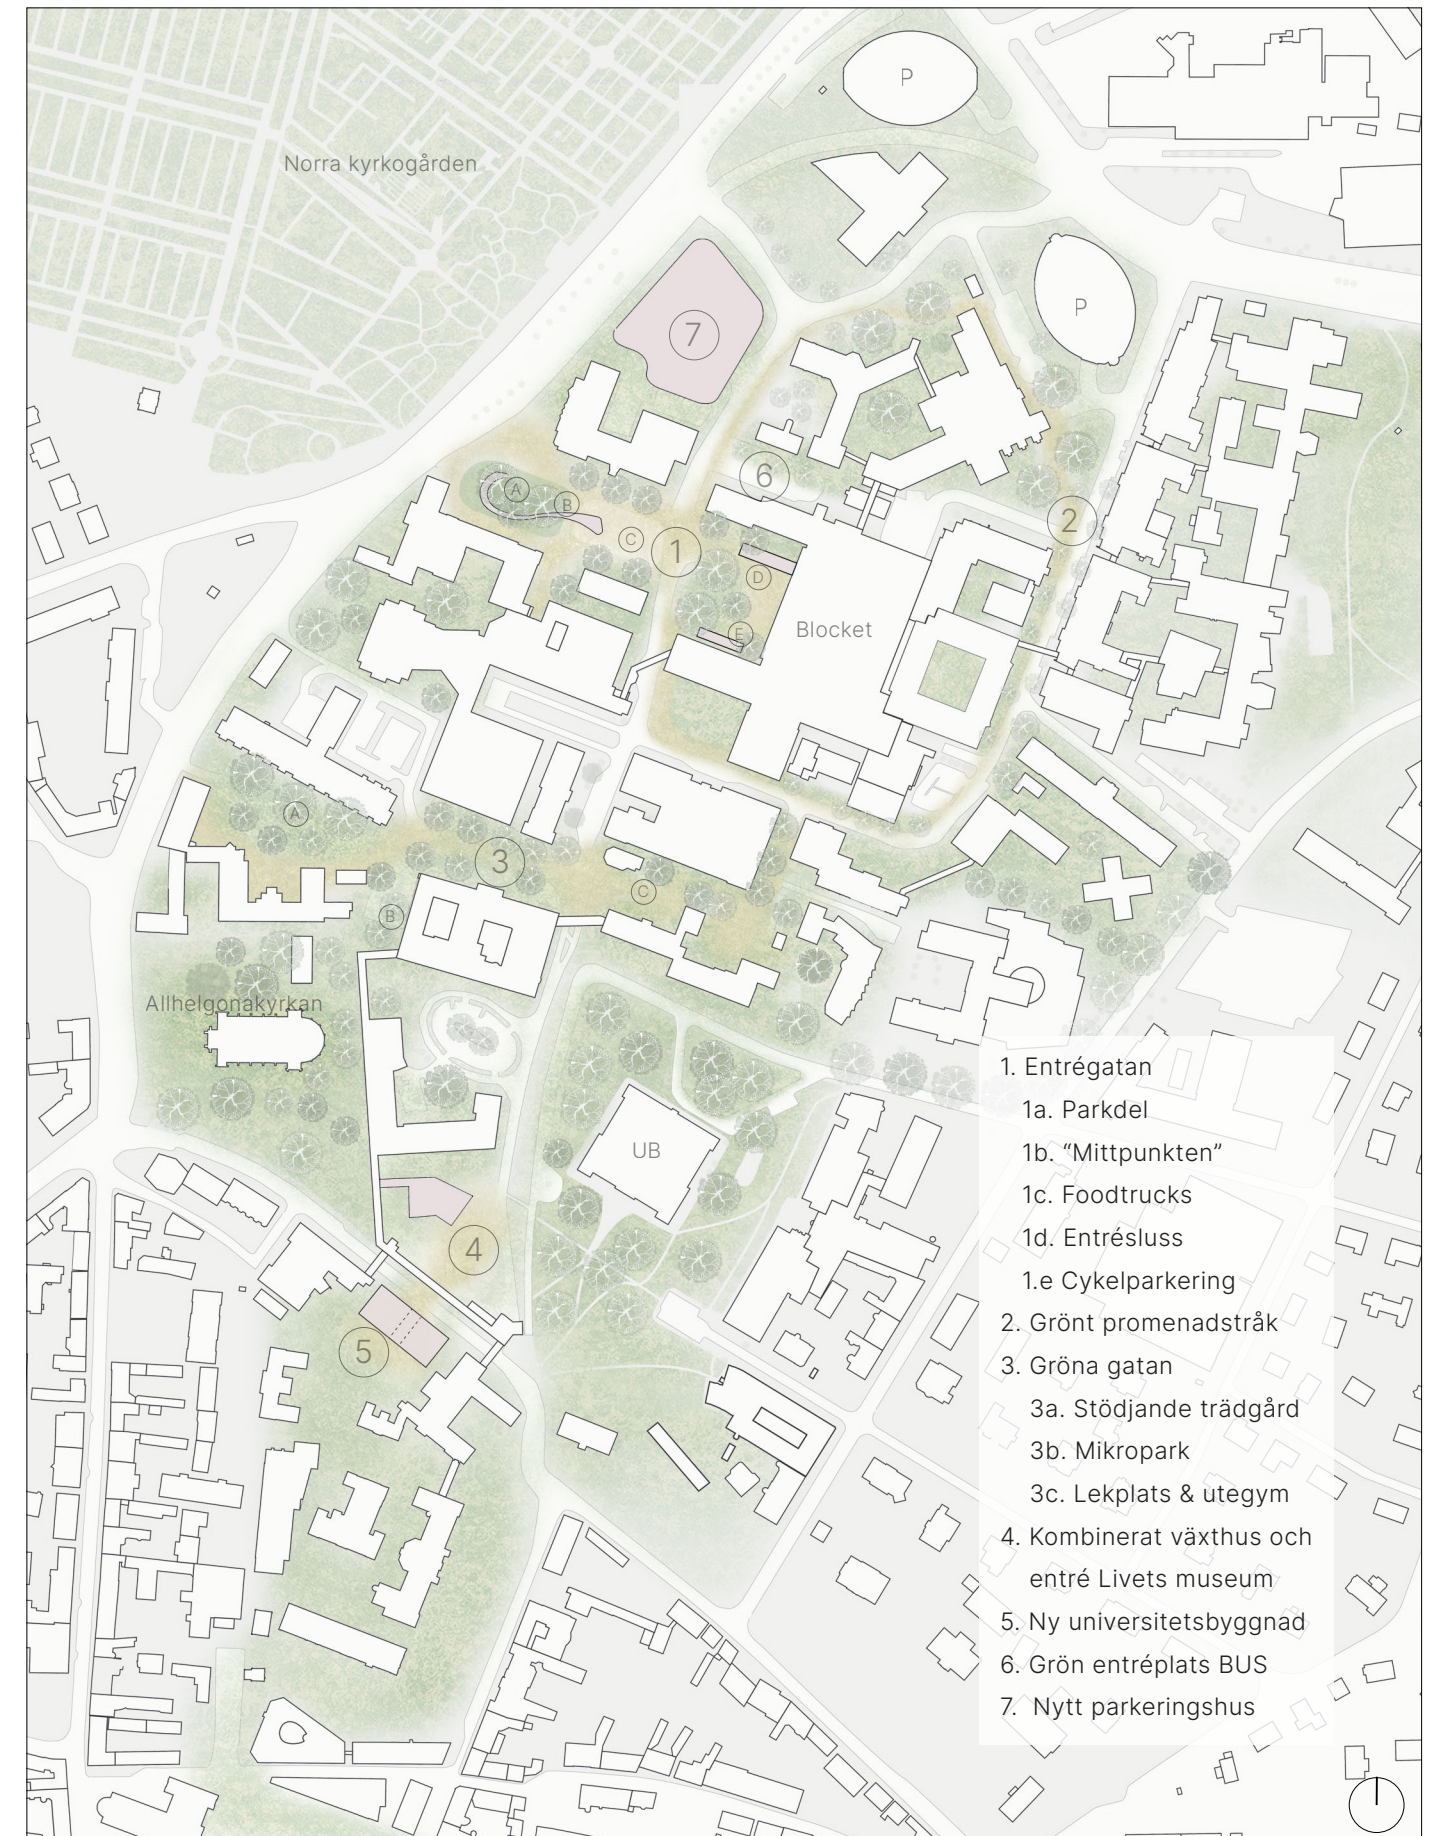 P
Norra kyrkogården
P
7
6
A
B
C
1
2
D
E
Blocket
A
3
C
B
Allhelgonakyrkan
UB
4
5
1. Entrégatan
1a. Parkdel
1b. “Mittpunkten”
1c. Foodtrucks
1d. Entrésluss
1.e Cykelparkering
2. Grönt promenadstråk
3. Gröna gatan
3a. Stödjande trädgård
3b. Mikropark
3c. Lekplats & utegym
4. Kombinerat växthus och
entré Livets museum
5. Ny universitetsbyggnad
6. Grön entréplats BUS
7. Nytt parkeringshus